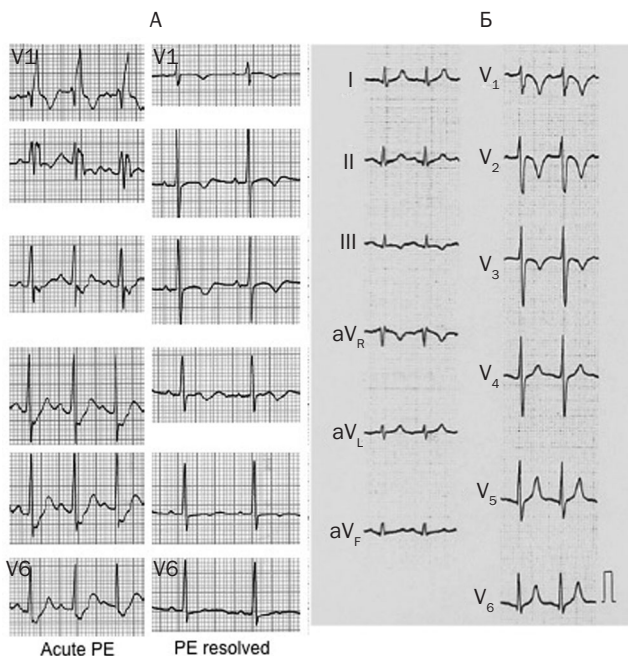 А
Б
V1
V1
V6
V6
Acute PE
PE resolved
I
II
III
aVR
aVL
aVF
V1
V2
V3
V4
V5
V6